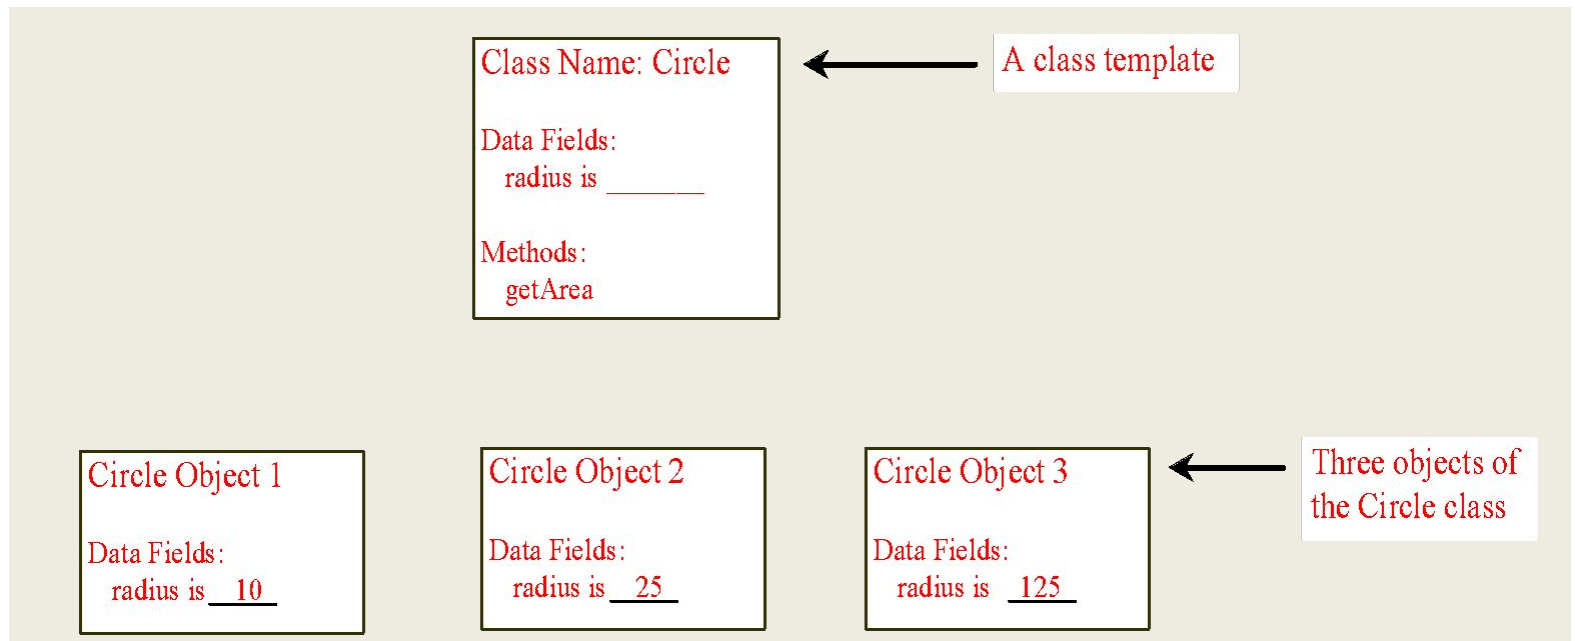 Class Name: Circle
A class template
Data Fields:
radius is _______
Methods:
getArea
Circle Object 1
Data Fields:
radius is 10
Circle Object 2
Data Fields:
radius is 25
Circle Object 3
Data Fields:
radius is 125
Three objects of
the Circle class